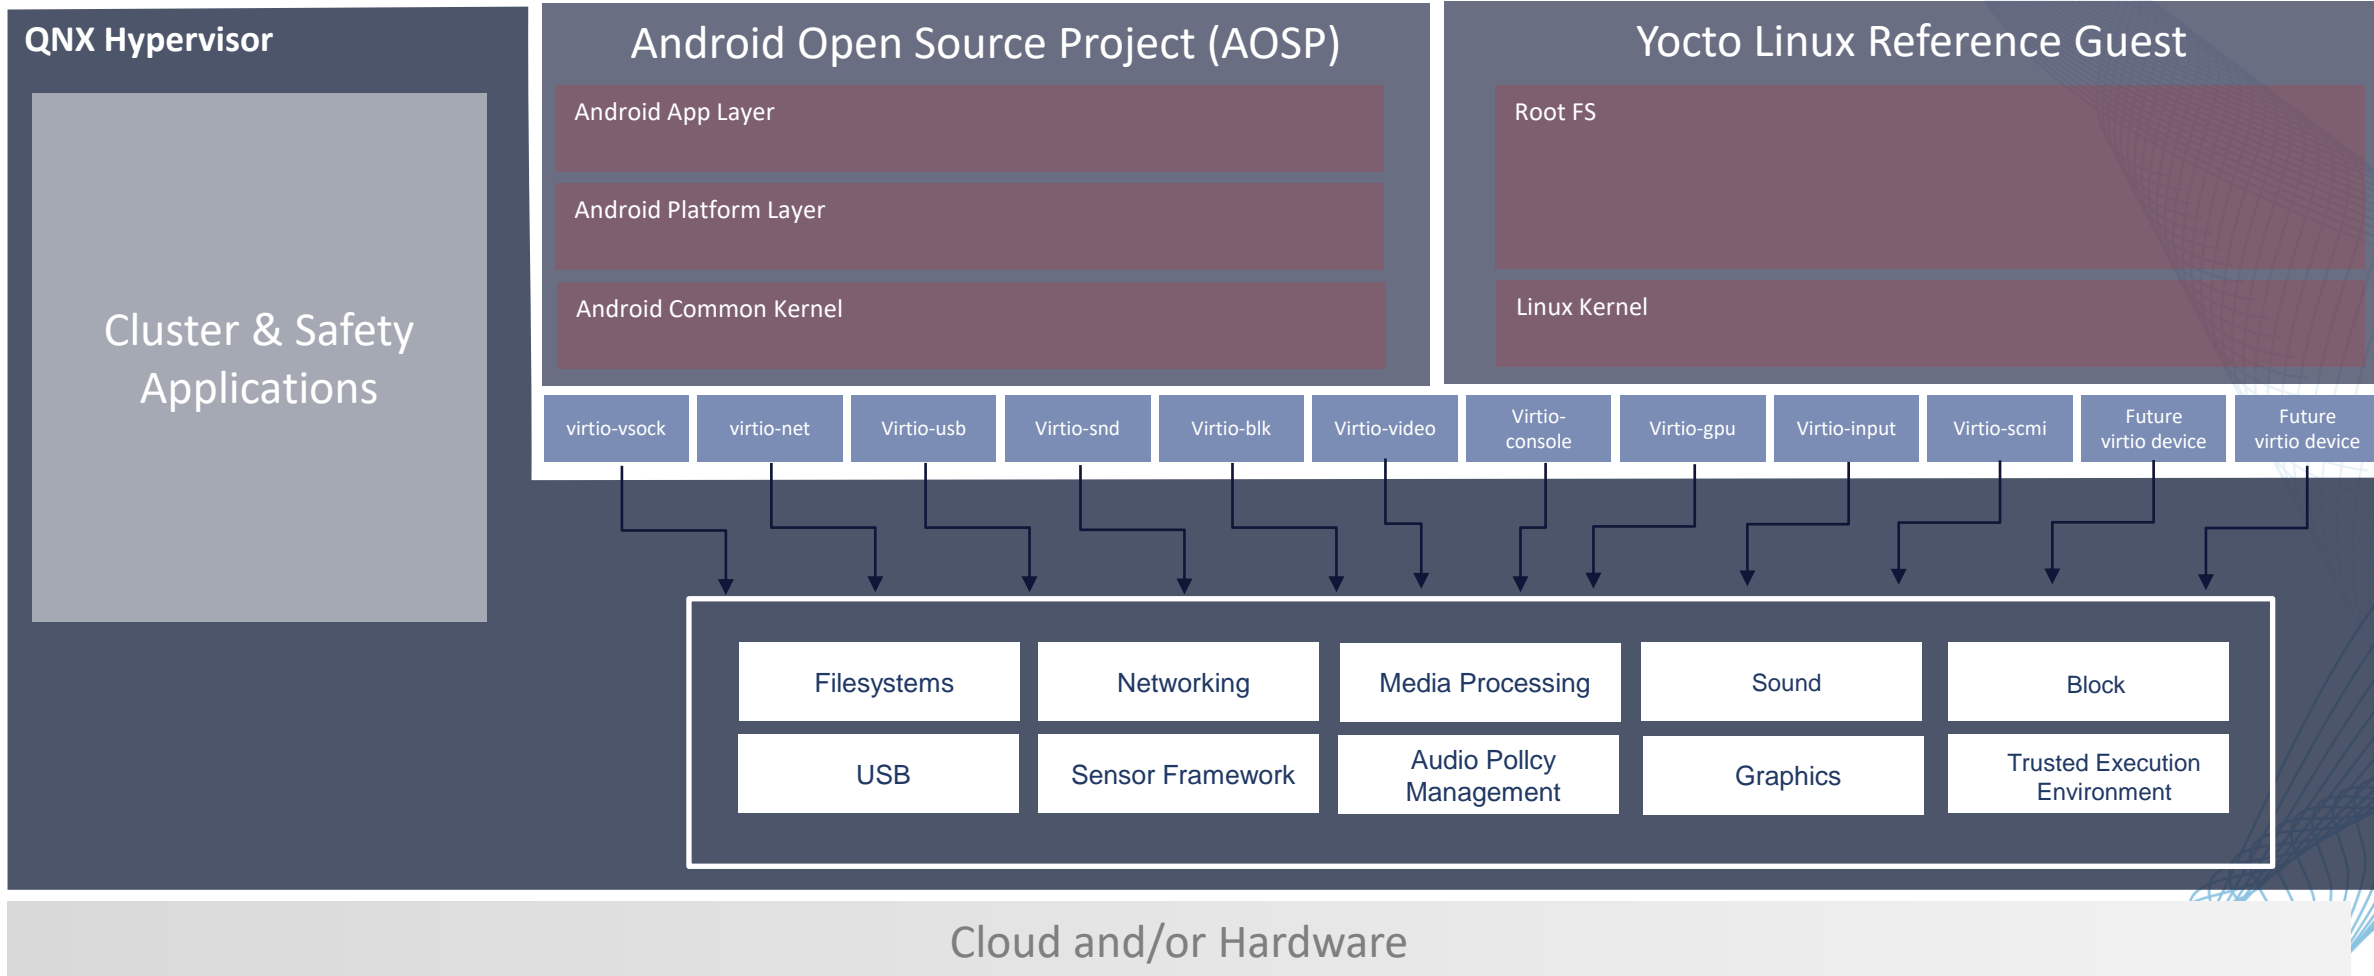 QNX Hypervisor
Cluster & Safety
Applications
Android Open Source Project (AOSP)
Android App Layer
Android Platform Layer
Android Common Kernel
Yocto Linux Reference Guest
Root FS
Linux Kernel
virtio-vsock
virtio-net
Virtio-usb
Virtio-snd
Virtio-blk
Virtio-video
Virtio-
console
Virtio-gpu
Virtio-input
Virtio-scmi
Future
virtio device
Future
virtio device
Filesystems
Networking
Media Processing
Sound
Block
USB
Sensor Framework
Audio Pollcy
Management
Graphics
Trusted Execution
Environment
Cloud and/or Hardware